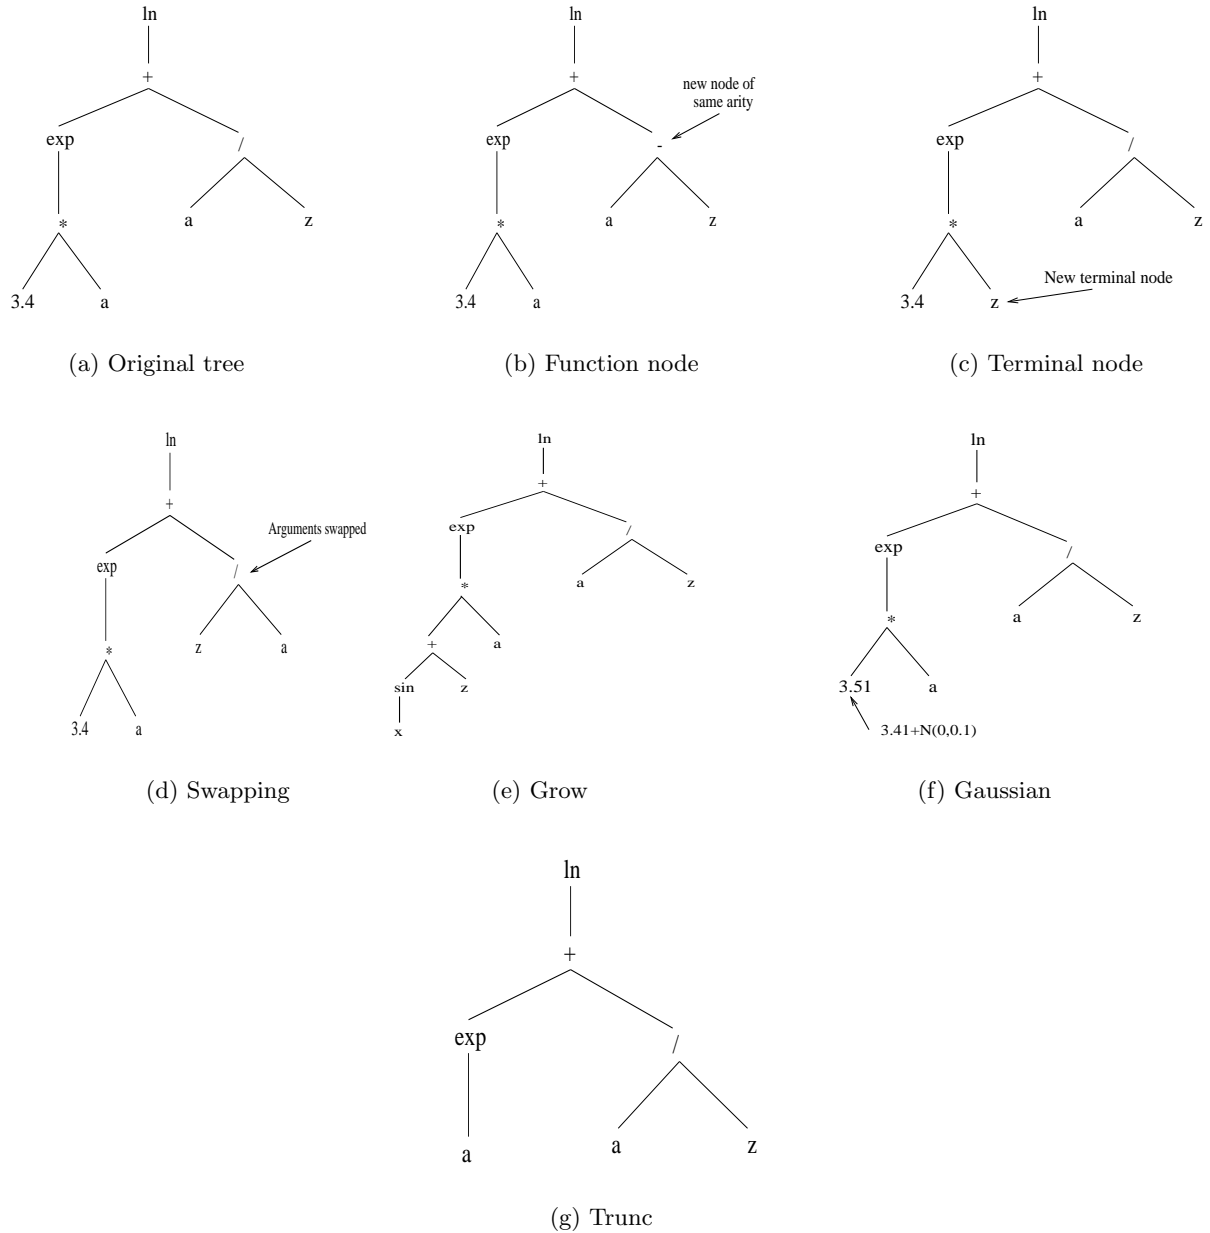 ln
+
exp
/
*
a
z
3.4
a
(a) Original tree
ln
+
new node of
same arity
exp
-
*
a
z
3.4
a
(b) Function node
ln
+
exp
/
*
a
z
New terminal node
3.4
z
(c) Terminal node
ln
+
Arguments swapped
exp
/
*
z
a
3.4
a
(d) Swapping
ln
+
exp
/
*
a
z
+
a
sin
z
x
(e) Grow
ln
+
exp
/
*
a
z
3.51
a
3.41+N(0,0.1)
(f) Gaussian
ln
+
exp
/
a
a
z
(g) Trunc